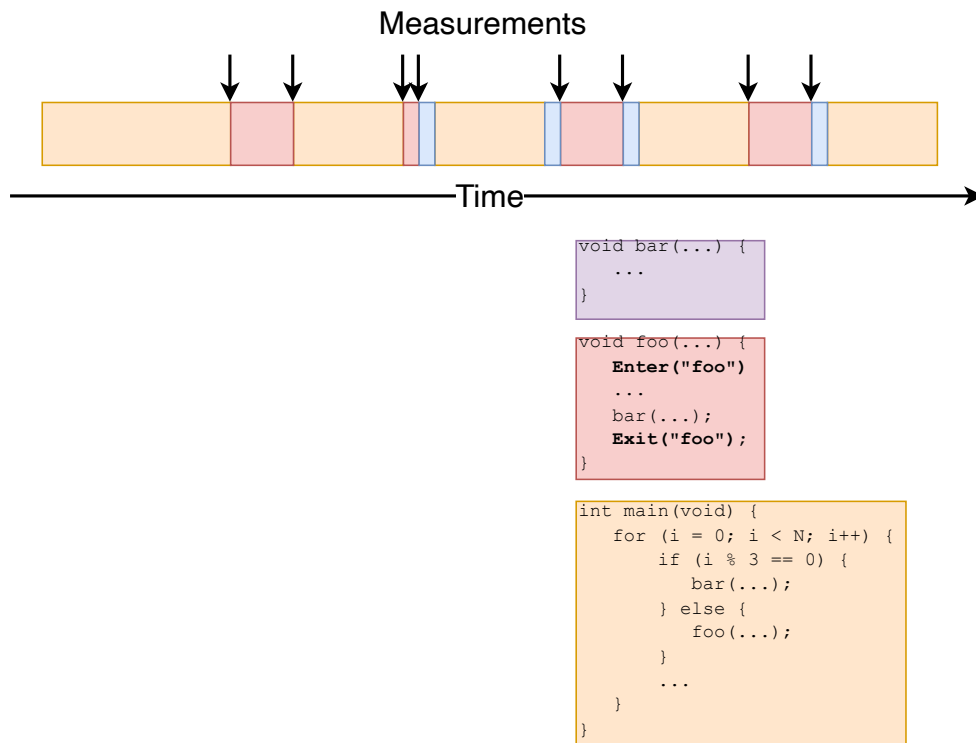 Measurements
Time
void bar(...) {
...
}
void foo(...) {
Enter("foo")
...
bar(...);
Exit("foo");
}
int main(void) {
for (i = 0; i < N; i++) {
if (i % 3 == 0) {
bar(...);
} else {
foo(...);
}
...
}
}